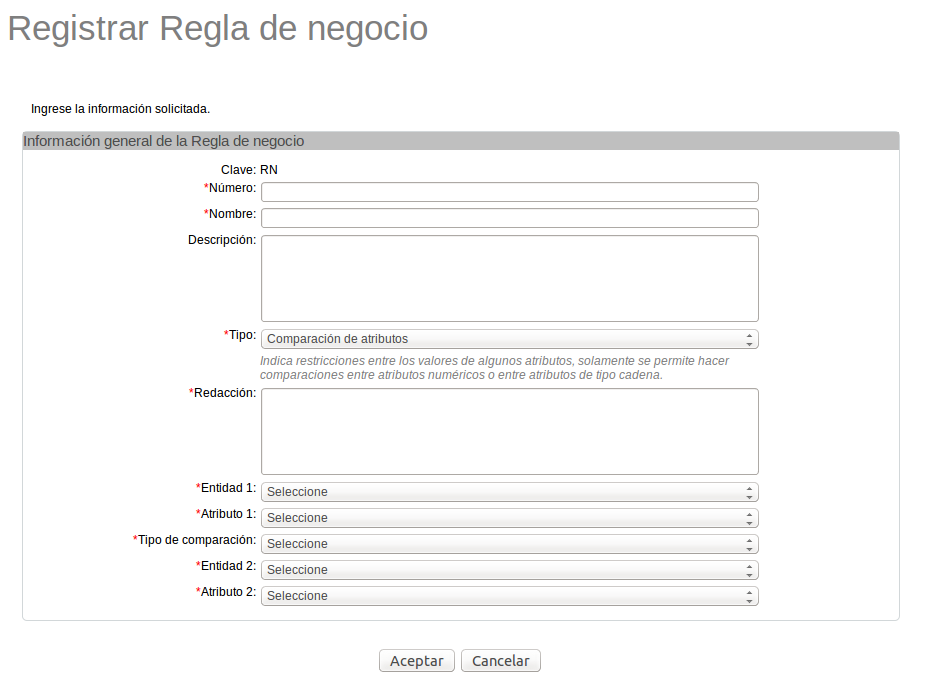 Registrar Regla de negocio
Ingrese la información solicitada.
Información general de la Regla de negocio
Clave: RN
*Número:
*Nombre:
Descripción:
*Tipo: Comparación de atributos
Indica restricciones entre los valores de algunos atributos, solamente se permite hacer
comparaciones entre atributos numéricos o entre atributos de tipo cadena.
*Redacción:
*Entidad 1: Seleccione
*Atributo 1: Seleccione
*Tipo de comparación: Seleccione
*Entidad 2: Seleccione
*Atributo 2: Seleccione
Aceptar Cancelar